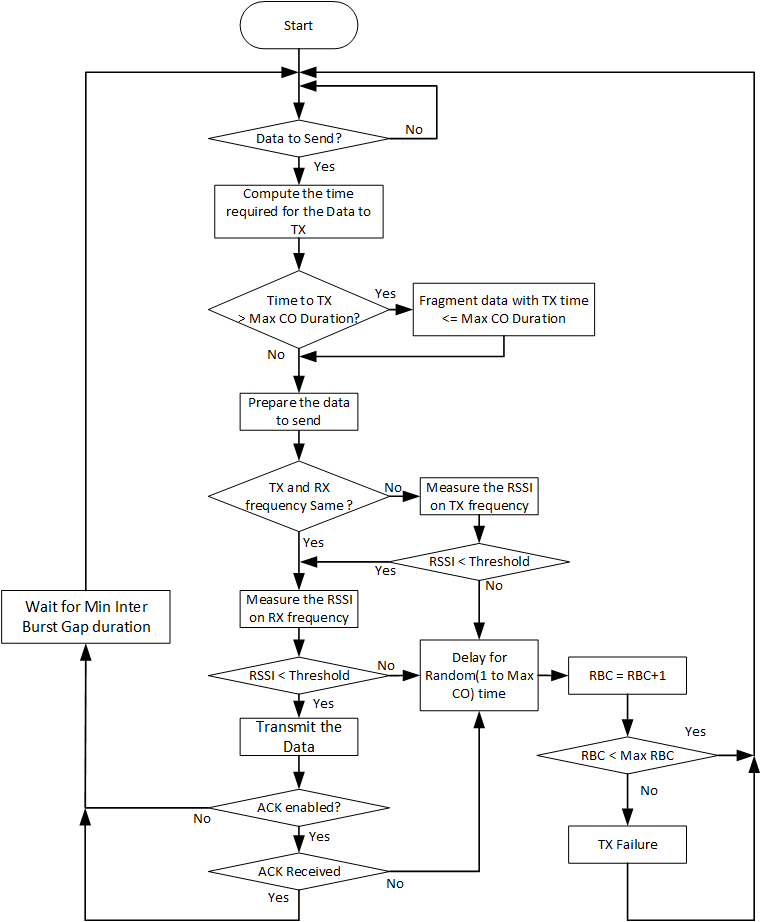 Start
Data to Send?
No
Yes
Compute the time
required for the Data to
TX
Time to TX
> Max CO Duration?
Yes
Fragment data with TX time
<= Max CO Duration
No
Prepare the data
to send
TX and RX
frequency Same ?
No
Measure the RSSI
on TX frequency
Yes
RSSI < Threshold
Yes
No
Wait for Min Inter
Burst Gap duration
Measure the RSSI
on RX frequency
RSSI < Threshold
No
Delay for
Random(1 to Max
CO) time
RBC = RBC+1
Yes
Transmit the
Data
RBC < Max RBC
Yes
No
ACK enabled?
No
Yes
TX Failure
ACK Received
No
Yes